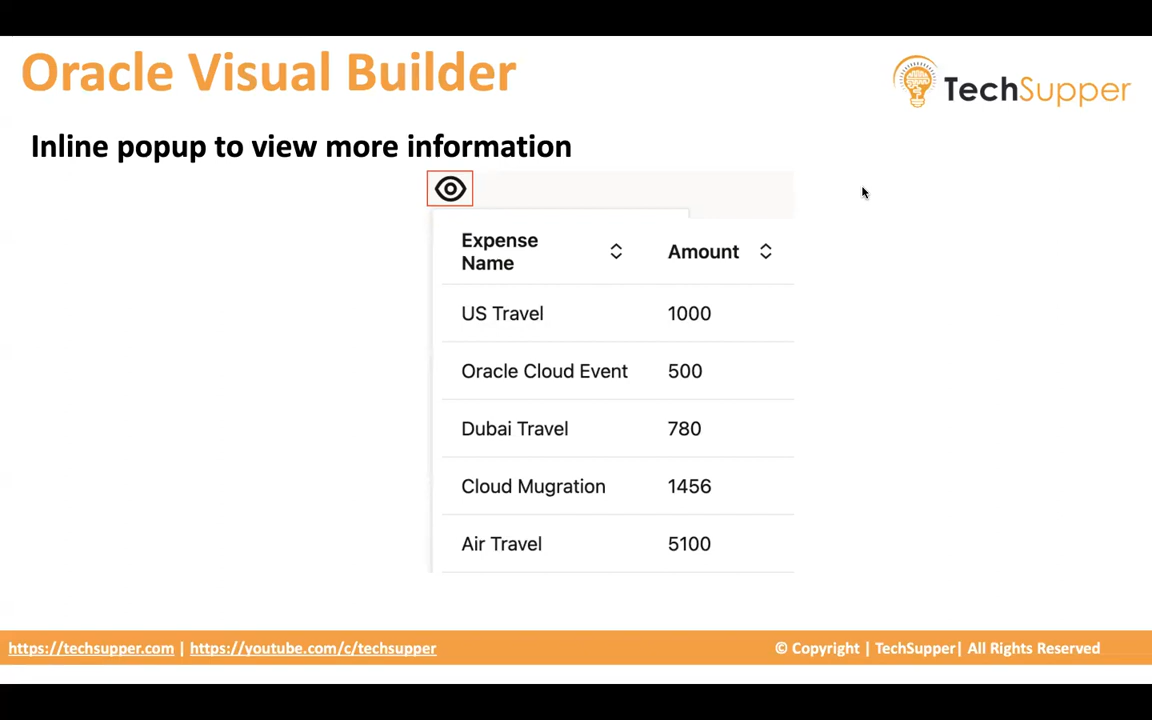 Oracle Visual Builder
TechSupper
Inline popup to view more information
Expense Name Amount
US Travel 1000
Oracle Cloud Event 500
Dubai Travel 780
Cloud Mugration 1456
Air Travel 5100
https://techsupper.com | https://youtube.com/c/techsupper
© Copyright | TechSupper| All Rights Reserved